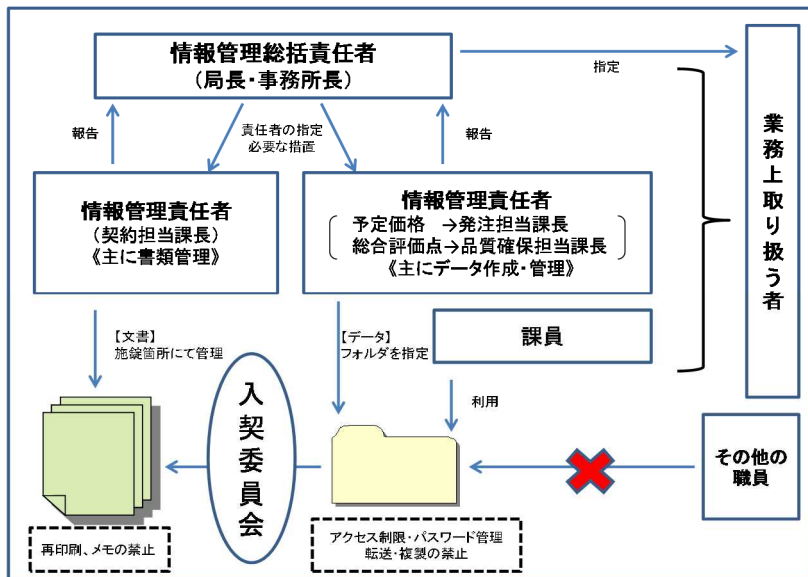 情報管理総括責任者
(局長・事務所長)
指定
報告
責任者の指定
必要な措置
報告
業務上取り扱う者
情報管理責任者
(契約担当課長)
《主に書類管理》
情報管理責任者
予定価格 →発注担当課長
総合評価点→品質確保担当課長
《主にデータ作成・管理》
【文書】
施錠箇所にて管理
【データ】
フォルダを指定
課員
利用
入契委員会
その他の
職員
再印刷、メモの禁止
アクセス制限・パスワード管理
転送・複製の禁止